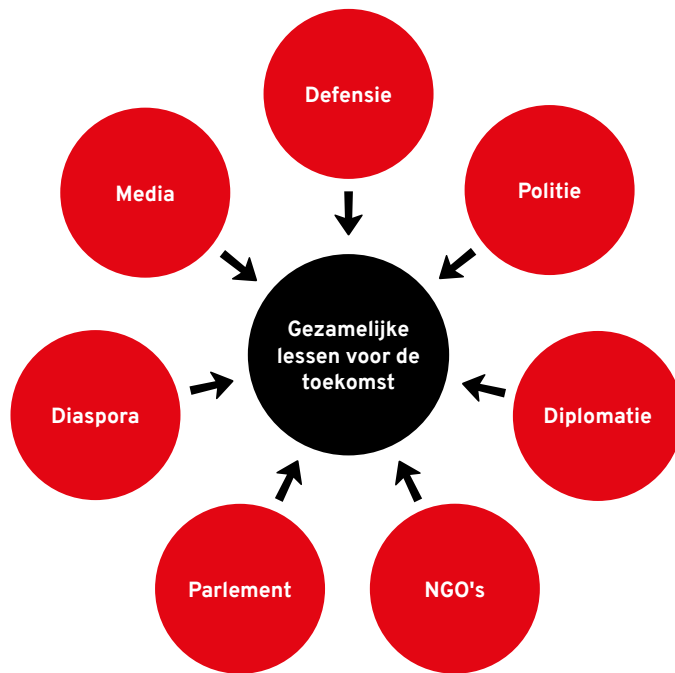 Defensie
Media
Politie
Gezamelijke
lessen voor de
toekomst
Diaspora
Diplomatie
Parlement
NGO's